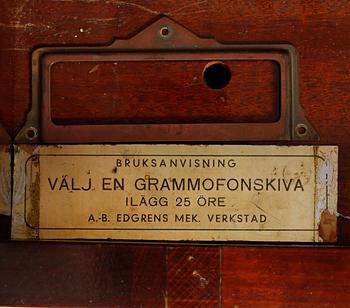 BRUKSANVISNING
VÄLJ EN GRAMMOFONSKIVA
ILÄGG 25 ÖRE
A.-B. EDGRENS MEK. VERKSTAD